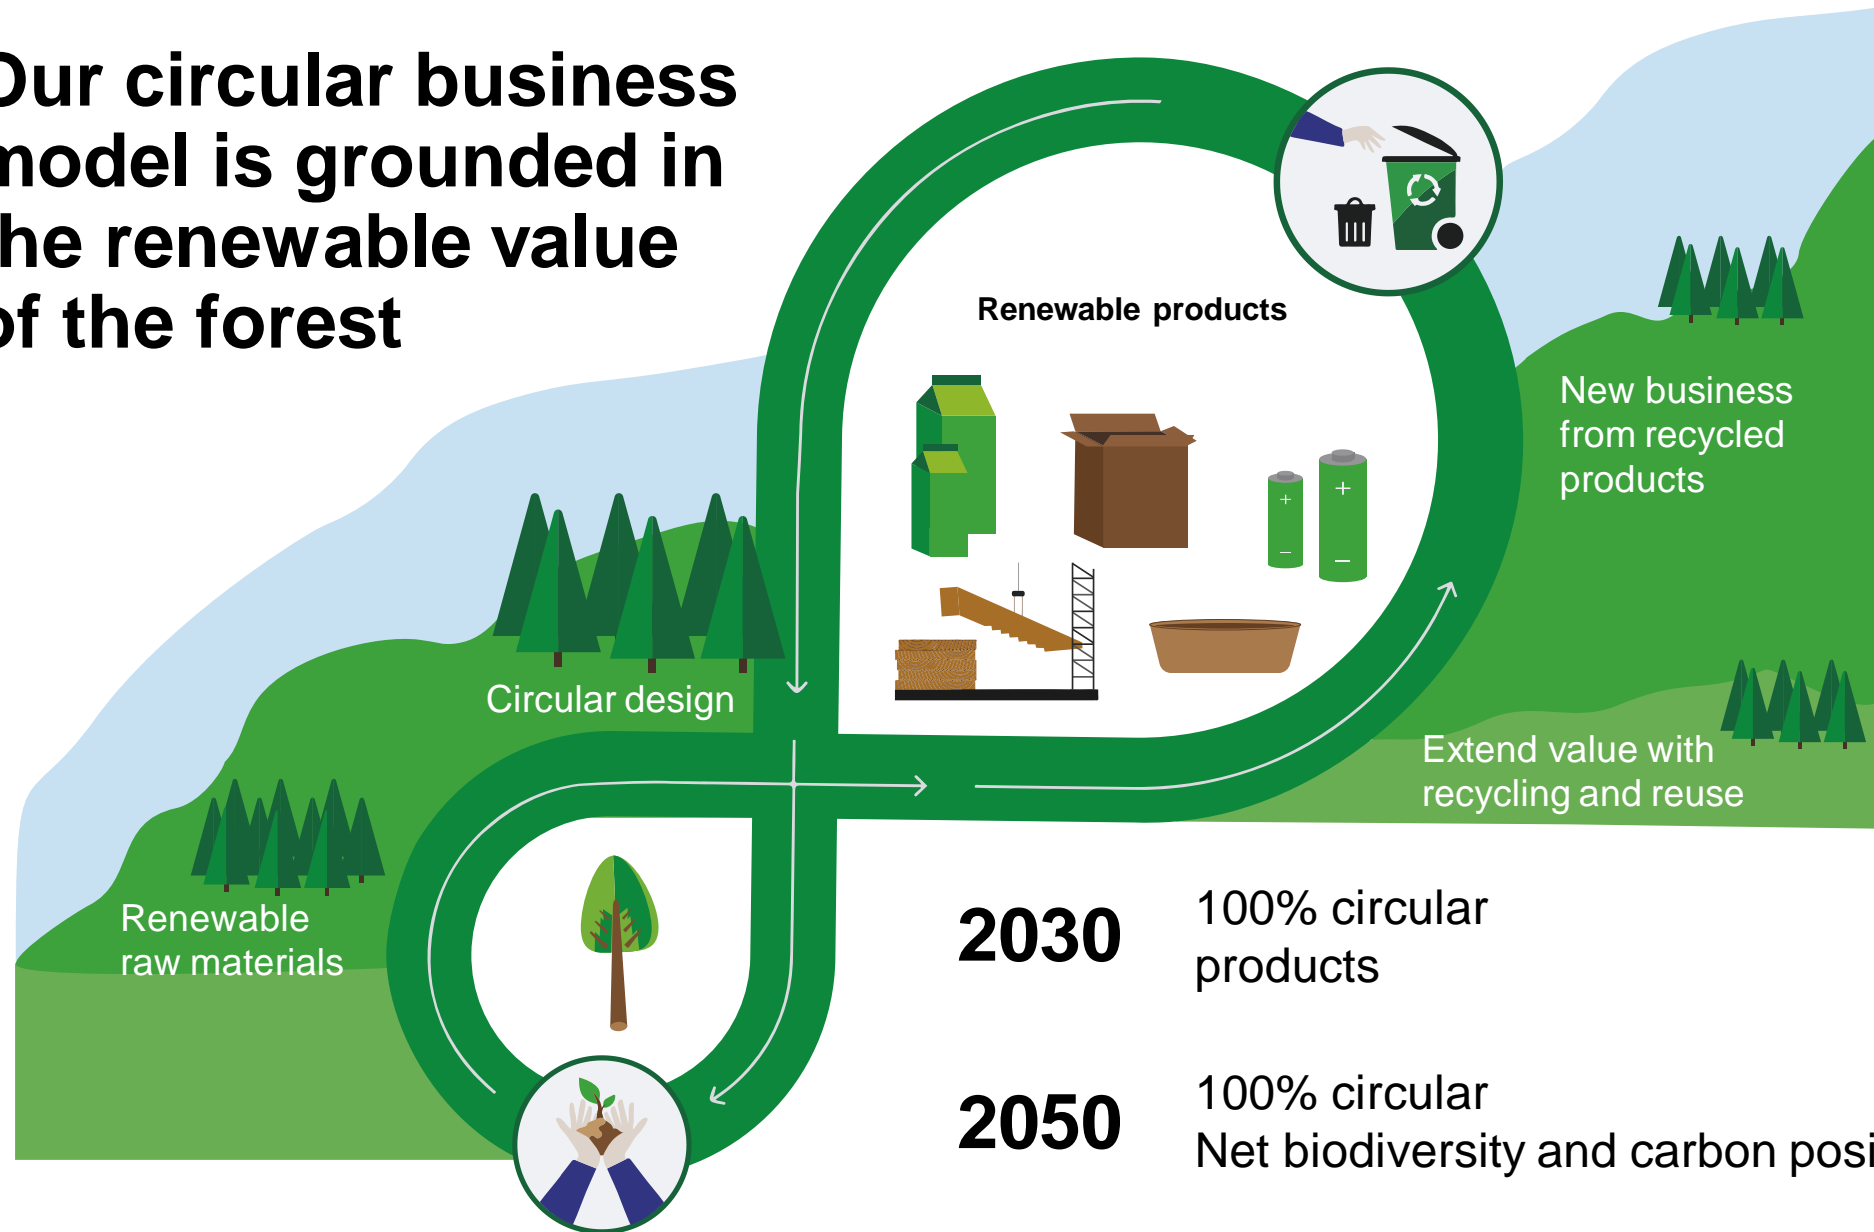 Our circular business
model is grounded in
the renewable value
of the forest
Renewable products
New business
from recycled
products
Circular design
Extend value with
recycling and reuse
Renewable
raw materials
2030
100% circular
products
2050
100% circular
Net biodiversity and carbon posi